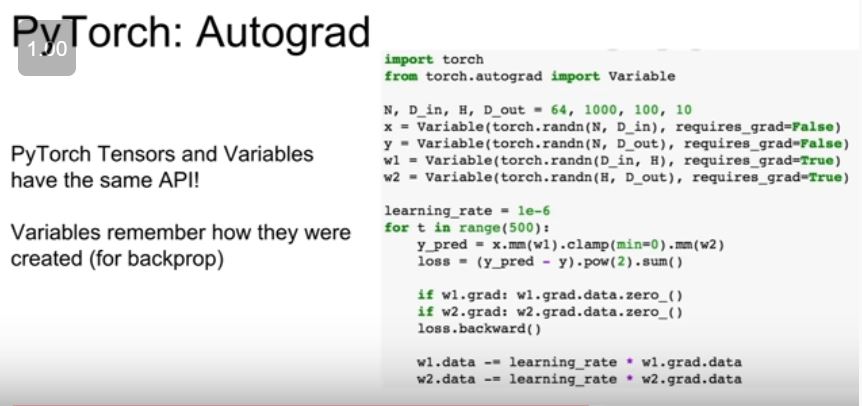 PyTorch: Autograd
1.00
PyTorch Tensors and Variables
have the same API!
Variables remember how they were
created (for backprop)
import torch
from torch.autograd import Variable
N, D_in, H, D_out = 64, 1000, 100, 10
x = Variable(torch.randn(N, D_in), requires_grad=False)
y = Variable(torch.randn(N, D_out), requires_grad=False)
w1 = Variable(torch.randn(D_in, H), requires_grad=True)
w2 = Variable(torch.randn(H, D_out), requires_grad=True)
learning_rate = 1e-6
for t in range(500):
    y_pred = x.mm(w1).clamp(min=0).mm(w2)
    loss = (y_pred - y).pow(2).sum()
    if w1.grad: w1.grad.data.zero_()
    if w2.grad: w2.grad.data.zero_()
    loss.backward()
    w1.data -= learning_rate * w1.grad.data
    w2.data -= learning_rate * w2.grad.data